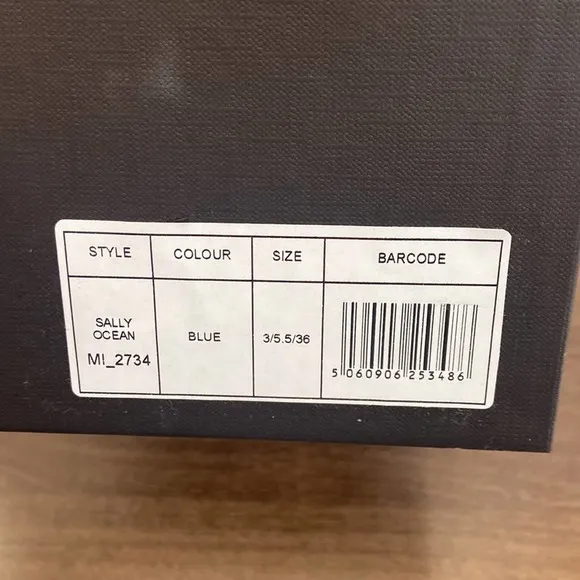 STYLE COLOUR SIZE BARCODE
SALLY
OCEAN
MI_2734
BLUE
3/5.5/36
5 060906 253486